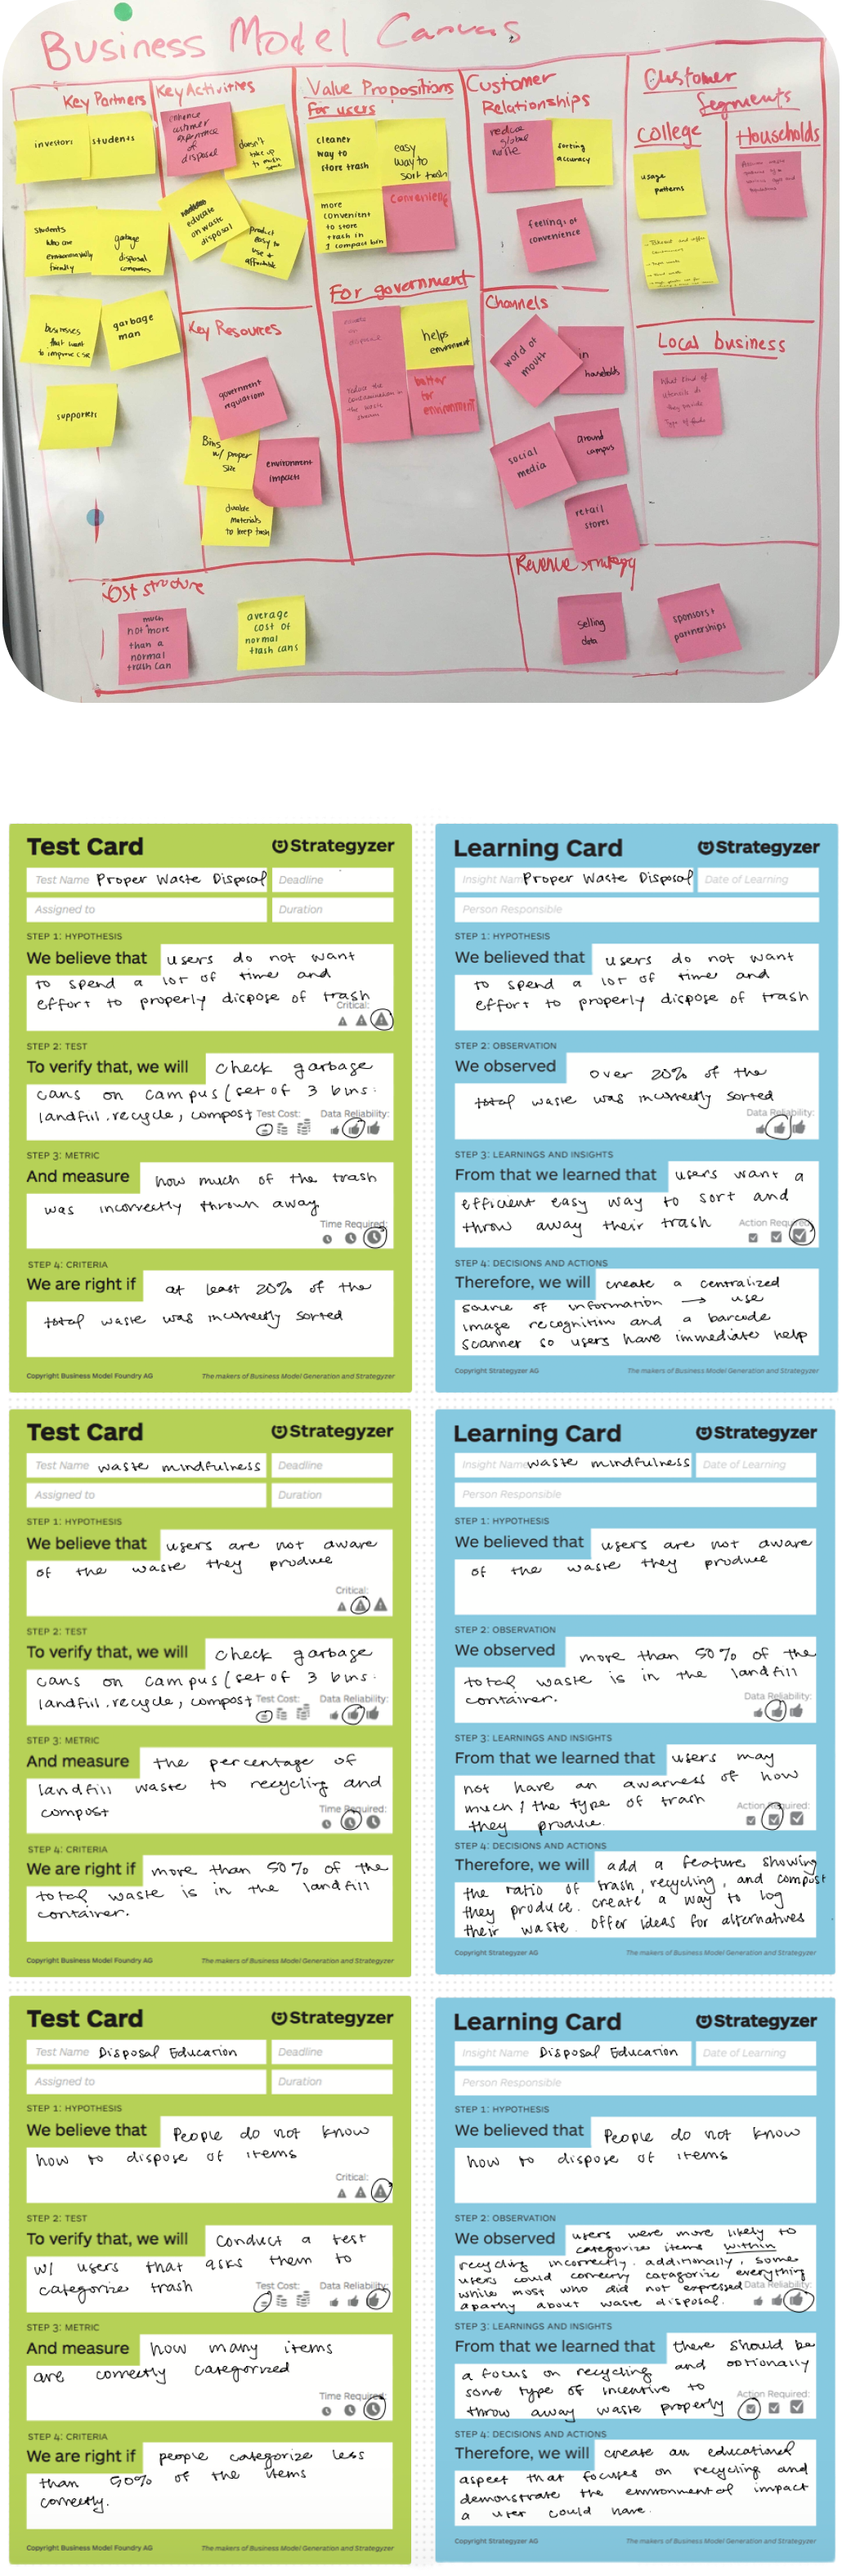 Business Model Canvas
Key Partners
investors
students
students
who are
environmentally
friendly
garbage
disposal
companies
businesses
that want
to improve CSR
garbage
man
supporters
Key Activities
enhance
customer
experience
of
disposal
doesn't
take up
too much
space
educate
on waste
disposal
product
easy to
use +
affordable
Key Resources
government
regulations
Bins
w/ proper
size
environment
impacts
durable
materials
to keep trash
Value Propositions
For users
cleaner
way to
store trash
easy
way to
sort trash
more
convenient
to store
trash in
1 compact bin
Convenience
For government
reduce the
contamination in
the waste
stream
helps
environment
better
for
environment
Customer
Relationships
reduce
global
waste
sorting
accuracy
feelings of
convenience
Channels
word of
mouth
in
households
social
media
around
campus
retail
stores
Customer
Segments
College
usage
patterns
Households
Local business
What kind of
utensils do
they provide
Type of foods
Cost structure
much
not more
than a
normal
trash can
average
cost of
normal
trash cans
Revenue strategy
selling
data
sponsors +
partnerships
Test Card
Strategyzer
Test Name Proper Waste Disposal
Deadline
Assigned to
Duration
STEP 1: HYPOTHESIS
We believe that users do not want
to spend a lot of time and
effort to properly dispose of trash
Critical:
STEP 2: TEST
To verify that, we will check garbage
cans on campus (set of 3 bins:
landfill, recycle, compost
Test Cost: Data Reliability:
STEP 3: METRIC
And measure how much of the trash
was incorrectly thrown away
Time Required:
STEP 4: CRITERIA
We are right if at least 20% of the
total waste was incorrectly sorted
Copyright Business Model Foundry AG
The makers of Business Model Generation and Strategyzer
Learning Card
Strategyzer
Insight Name Proper Waste Disposal
Date of Learning
Person Responsible
STEP 1: HYPOTHESIS
We believed that users do not want
to spend a lot of time and
effort to properly dispose of trash
STEP 2: OBSERVATION
We observed over 20% of the
total waste was incorrectly sorted
Data Reliability:
STEP 3: LEARNINGS AND INSIGHTS
From that we learned that users want a
efficient easy way to sort and
throw away their trash
Action Required:
STEP 4: DECISIONS AND ACTIONS
Therefore, we will create a centralized
source of information → use
image recognition and a barcode
scanner so users have immediate help
Copyright Strategyzer AG
The makers of Business Model Generation and Strategyzer
Test Card
Strategyzer
Test Name waste mindfulness
Deadline
Assigned to
Duration
STEP 1: HYPOTHESIS
We believe that users are not aware
of the waste they produce
Critical:
STEP 2: TEST
To verify that, we will check garbage
cans on campus (set of 3 bins:
landfill, recycle, compost
Test Cost: Data Reliability:
STEP 3: METRIC
And measure the percentage of
landfill waste to recycling and
compost
Time Required:
STEP 4: CRITERIA
We are right if more than 50% of the
total waste is in the landfill
container.
Copyright Business Model Foundry AG
The makers of Business Model Generation and Strategyzer
Learning Card
Strategyzer
Insight Name waste mindfulness
Date of Learning
Person Responsible
STEP 1: HYPOTHESIS
We believed that users are not aware
of the waste they produce
STEP 2: OBSERVATION
We observed more than 50% of the
total waste is in the landfill
container.
Data Reliability:
STEP 3: LEARNINGS AND INSIGHTS
From that we learned that users may
not have an awarness of how
much / the type of trash
they produce.
Action Required:
STEP 4: DECISIONS AND ACTIONS
Therefore, we will add a feature showing
the ratio of trash, recycling, and compost
they produce. create a way to log
their waste. offer ideas for alternatives
Copyright Strategyzer AG
The makers of Business Model Generation and Strategyzer
Test Card
Strategyzer
Test Name Disposal Education
Deadline
Assigned to
Duration
STEP 1: HYPOTHESIS
We believe that People do not know
how to dispose of items
Critical:
STEP 2: TEST
To verify that, we will conduct a test
w/ users that asks them to
categorize trash
Test Cost: Data Reliability:
STEP 3: METRIC
And measure how many items
are correctly categorized
Time Required:
STEP 4: CRITERIA
We are right if people categorize less
than 50% of the items
correctly.
Copyright Business Model Foundry AG
The makers of Business Model Generation and Strategyzer
Learning Card
Strategyzer
Insight Name Disposal Education
Date of Learning
Person Responsible
STEP 1: HYPOTHESIS
We believed that People do not know
how to dispose of items
STEP 2: OBSERVATION
We observed users were more likely to
categorize items within
recycling incorrectly. additionally, some
users could correctly catagorize everything
while most who did not expressed
apathy about waste disposal.
Data Reliability:
STEP 3: LEARNINGS AND INSIGHTS
From that we learned that there should be
a focus on recycling and optionally
some type of incentive to
throw away waste properly
Action Required:
STEP 4: DECISIONS AND ACTIONS
Therefore, we will create an educational
aspect that focuses on recycling and
demonstrate the environmental impact
a user could have.
Copyright Strategyzer AG
The makers of Business Model Generation and Strategyzer